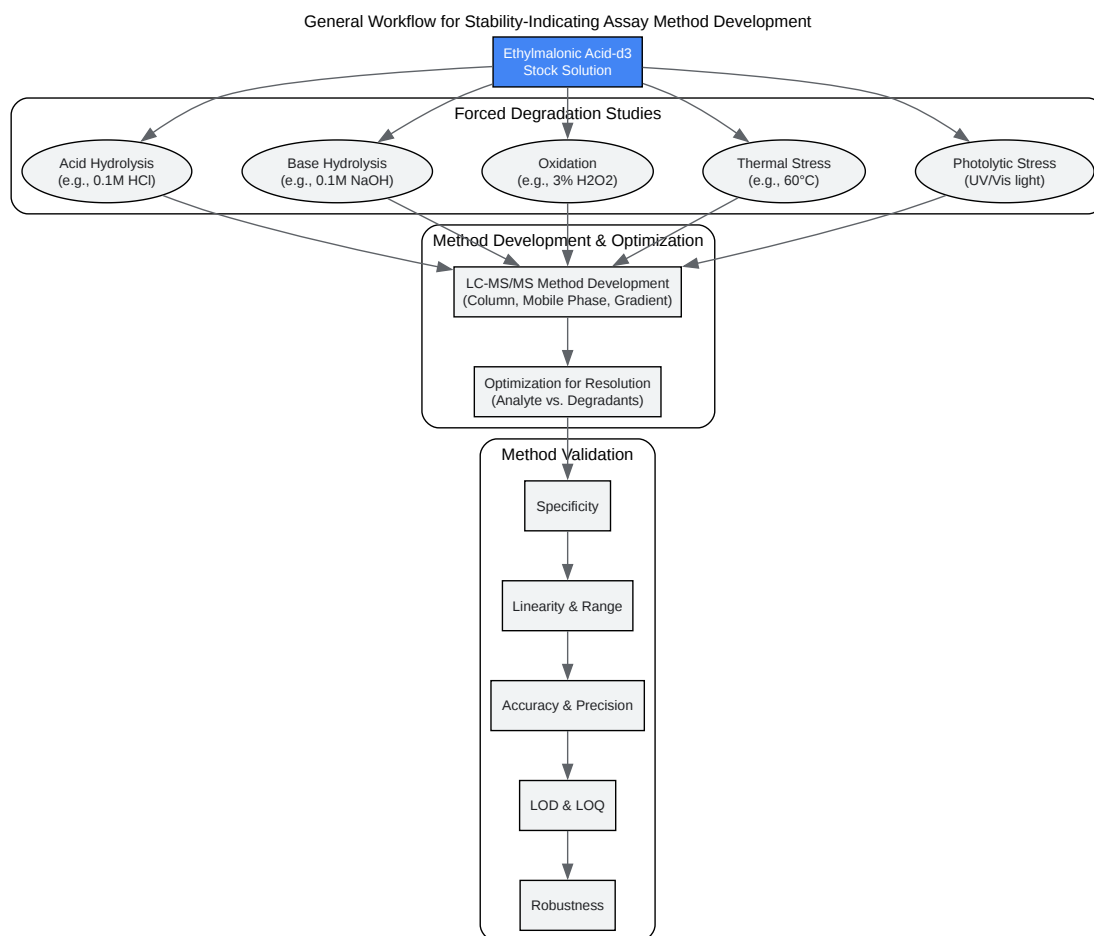 General Workflow for Stability-Indicating Assay Method Development
Ethylmalonic Acid-d3
Stock Solution
Forced Degradation Studies
Acid Hydrolysis
(e.g., 0.1M HCl)
Base Hydrolysis
(e.g., 0.1M NaOH)
Oxidation
(e.g., 3% H2O2)
Thermal Stress
(e.g., 60°C)
Photolytic Stress
(UV/Vis light)
Method Development & Optimization
LC-MS/MS Method Development
(Column, Mobile Phase, Gradient)
Optimization for Resolution
(Analyte vs. Degradants)
Method Validation
Specificity
Linearity & Range
Accuracy & Precision
LOD & LOQ
Robustness